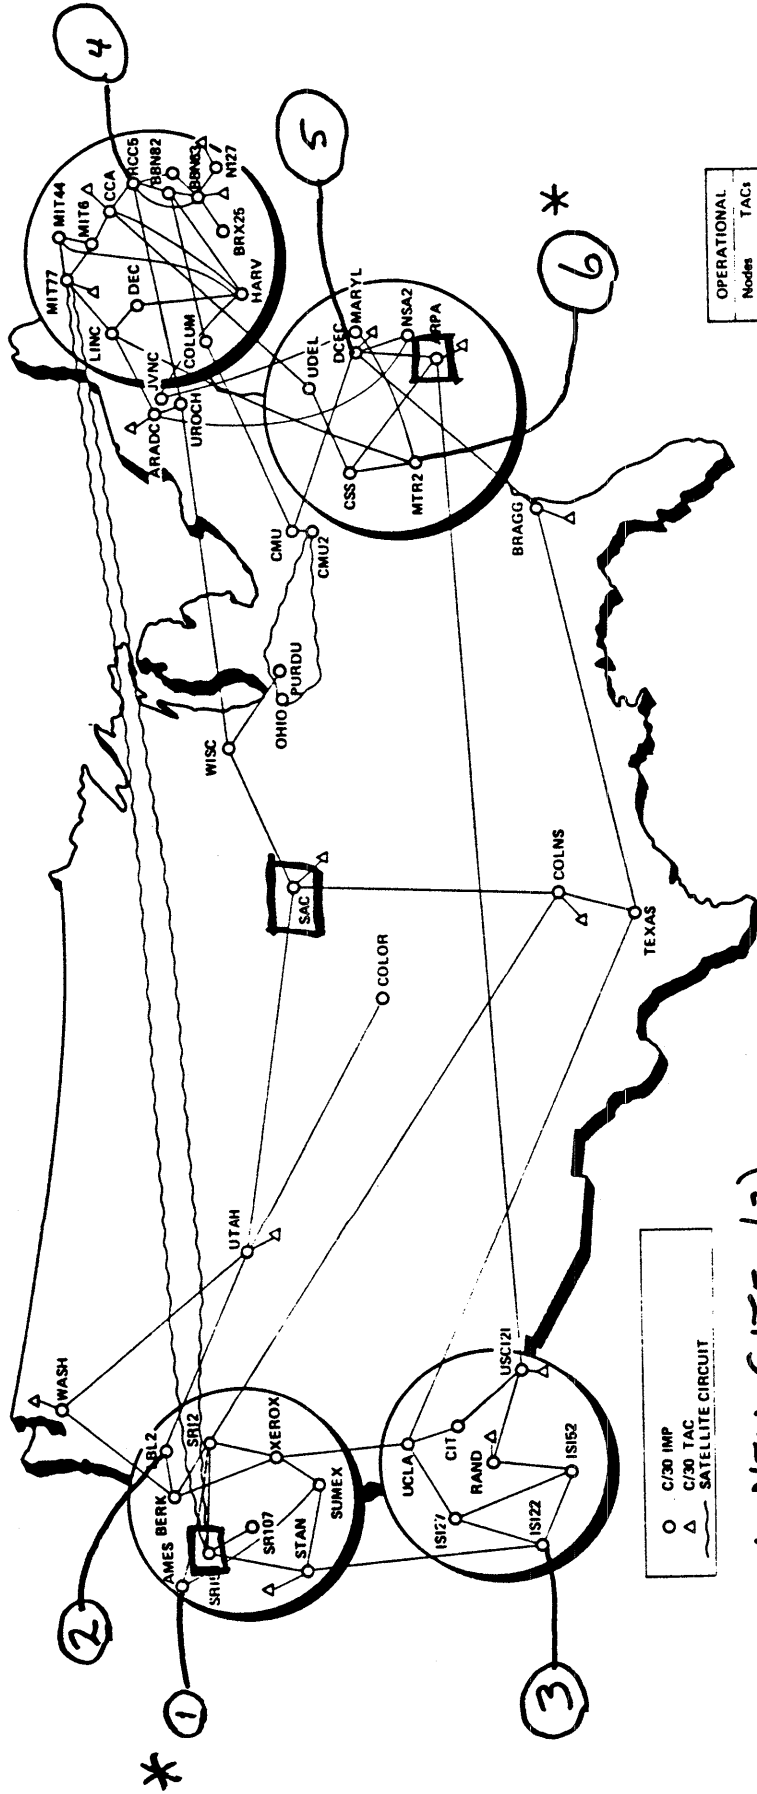 WASH
BL2
BERK
AMES
SRI2
XEROX
SUMEX
SR107
STAN
UTAH
COLOR
SAC
WISC
OHIO
PURDU
CMU
CMU2
UROCH
ARADC
JVNC
COLUM
LINC
DEC
MIT77
MIT6
MIT44
CCA
RCC5
BBN82
BBN63
N127
BRX25
HARV
UDEL
DCEC
MARYL
NSA2
RPA
CSS
MTR2
BRAGG
COLNS
TEXAS
UCLA
CIT
USC121
RAND
ISI27
ISI52
ISI22
1
2
3
4
5
6
*
*
C/30 IMP
C/30 TAC
SATELLITE CIRCUIT
OPERATIONAL
Nodes TACs